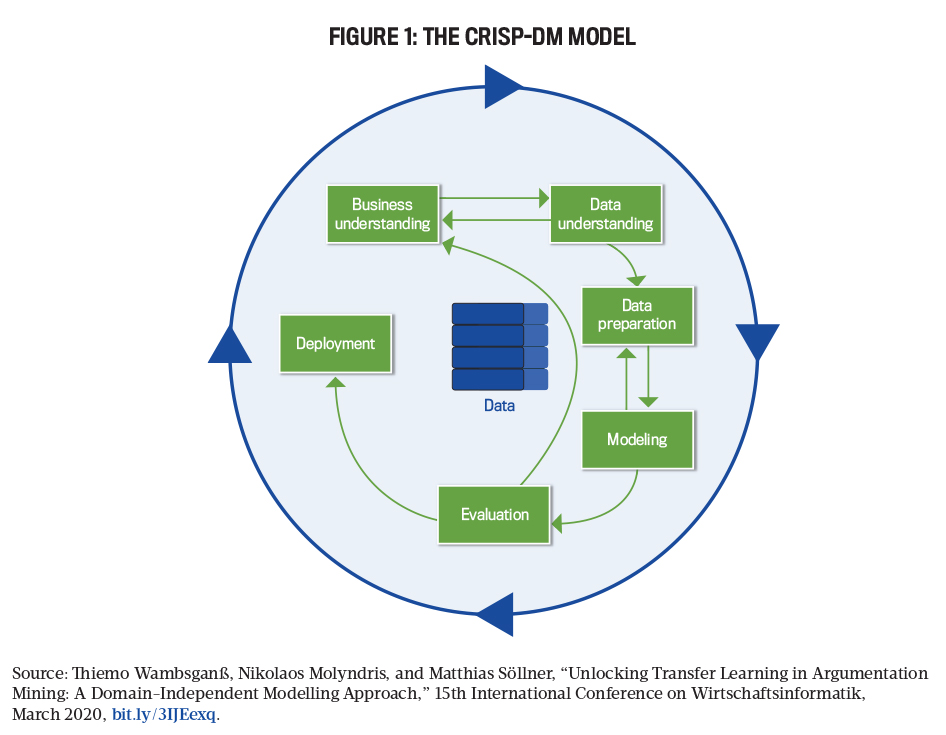 FIGURE 1: THE CRISP-DM MODEL
Business
understanding
Data
understanding
Data
preparation
Deployment
Data
Modeling
Evaluation
Source: Thiemo Wambsganß, Nikolaos Molyndris, and Matthias Söllner, “Unlocking Transfer Learning in Argumentation
Mining: A Domain-Independent Modelling Approach,” 15th International Conference on Wirtschaftsinformatik,
March 2020, bit.ly/3IJEexq.